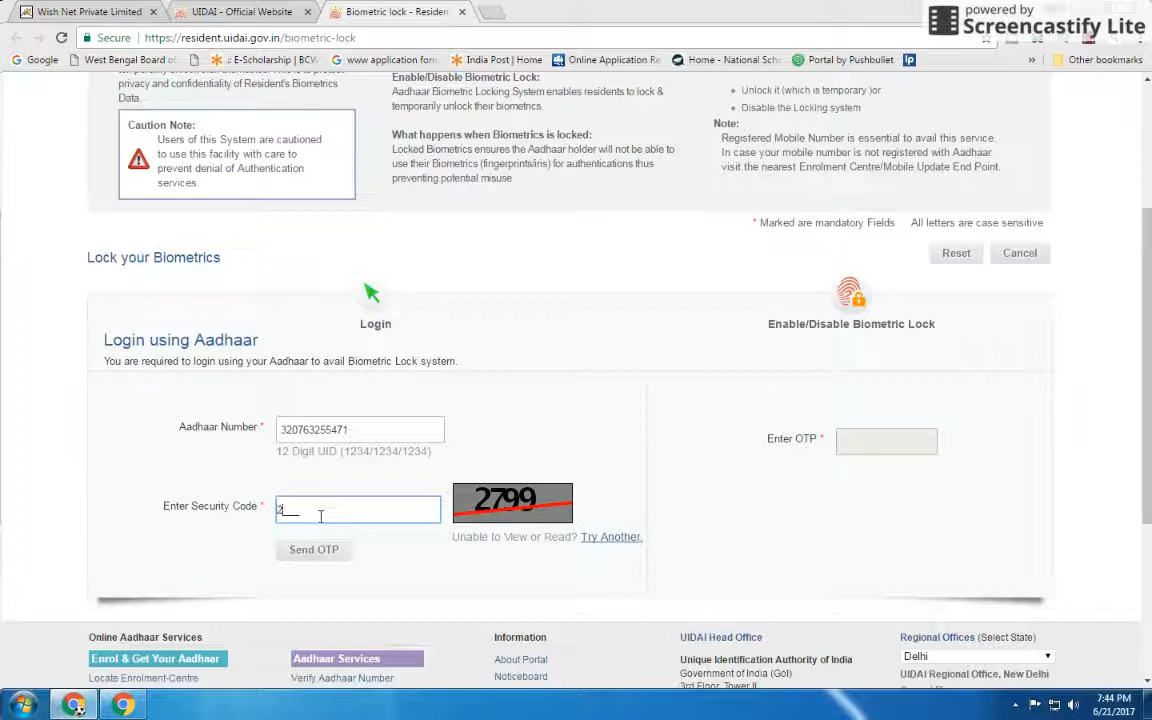 Wish Net Private Limited
UIDAI - Official Website
Biometric lock - Residen
powered by
Screencastify Lite
Secure
https://resident.uidai.gov.in/biometric-lock
Google
West Bengal Board of
.: E-Scholarship | BCW
www application form
India Post | Home
Online Application Re
Home - National Scho
Portal by Pushbullet
»
Other bookmarks
privacy and confidentiality of Resident's Biometrics
Data.
Caution Note:
Users of this System are cautioned
to use this facility with care to
prevent denial of Authentication
services.
Enable/Disable Biometric Lock:
Aadhaar Biometric Locking System enables residents to lock &
temporarily unlock their biometrics.
What happens when Biometrics is locked:
Locked Biometrics ensures the Aadhaar holder will not be able to
use their Biometrics (fingerprints/iris) for authentications thus
preventing potential misuse
Unlock it (which is temporary )or
Disable the Locking system
Note:
Registered Mobile Number is essential to avail this service.
In case your mobile number is not registered with Aadhaar
visit the nearest Enrolment Centre/Mobile Update End Point.
* Marked are mandatory Fields
All letters are case sensitive
Lock your Biometrics
Reset
Cancel
Login
Enable/Disable Biometric Lock
Login using Aadhaar
You are required to login using your Aadhaar to avail Biometric Lock system.
Aadhaar Number *
320763255471
12 Digit UID (1234/1234/1234)
Enter OTP *
Enter Security Code *
2
2799
Unable to View or Read? Try Another.
Send OTP
Online Aadhaar Services
Information
UIDAI Head Office
Regional Offices (Select State)
Enrol & Get Your Aadhaar
Aadhaar Services
About Portal
Unique Identification Authority of India
Delhi
Locate Enrolment-Centre
Verify Aadhaar Number
Noticeboard
Government of India (GoI)
UIDAI Regional Office, New Delhi
3rd Floor, Tower II
7:44 PM
6/21/2017